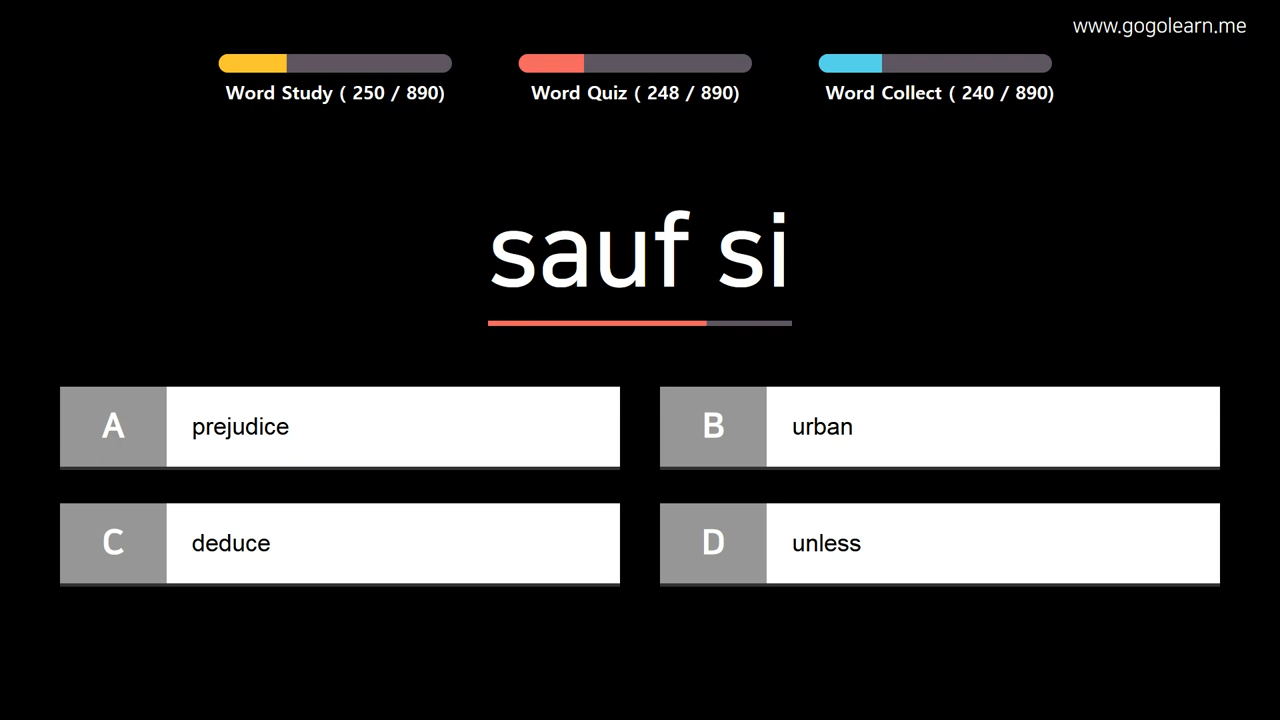 www.gogolearn.me
Word Study ( 250 / 890)
Word Quiz ( 248 / 890)
Word Collect ( 240 / 890)
sauf si
A
prejudice
B
urban
C
deduce
D
unless